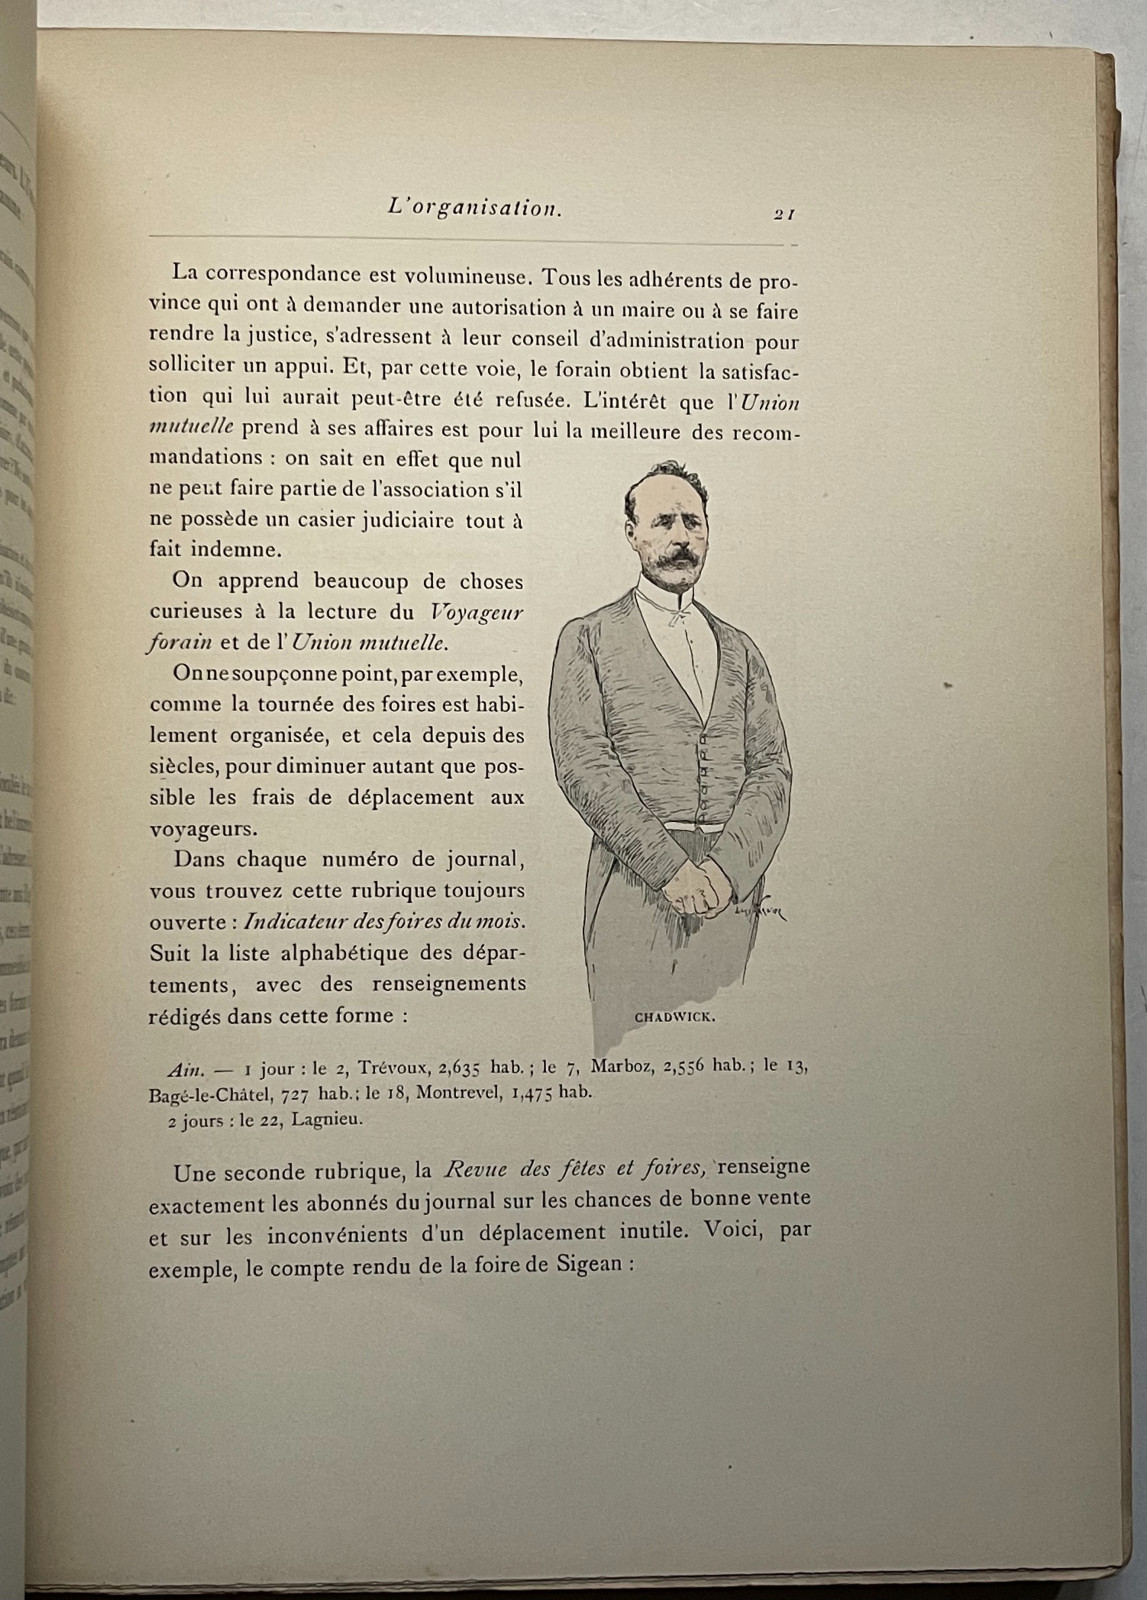 L'organisation.
21
La correspondance est volumineuse. Tous les adhérents de pro-
vince qui ont à demander une autorisation à un maire ou à se faire
rendre la justice, s'adressent à leur conseil d'administration pour
solliciter un appui. Et, par cette voie, le forain obtient la satisfac-
tion qui lui aurait peut-être été refusée. L'intérêt que l'Union
mutuelle prend à ses affaires est pour lui la meilleure des recom-
mandations : on sait en effet que nul
ne peut faire partie de l'association s'il
ne possède un casier judiciaire tout à
fait indemne.
On apprend beaucoup de choses
curieuses à la lecture du Voyageur
forain et de l'Union mutuelle.
On ne soupçonne point, par exemple,
comme la tournée des foires est habi-
lement organisée, et cela depuis des
siècles, pour diminuer autant que pos-
sible les frais de déplacement aux
voyageurs.
Dans chaque numéro de journal,
vous trouvez cette rubrique toujours
ouverte : Indicateur des foires du mois.
Suit la liste alphabétique des dépar-
tements, avec des renseignements
rédigés dans cette forme :
CHADWICK.
Ain. — 1 jour : le 2, Trévoux, 2,635 hab. ; le 7, Marboz, 2,556 hab. ; le 13,
Bagé-le-Châtel, 727 hab. ; le 18, Montrevel, 1,475 hab.
2 jours : le 22, Lagnieu.
Une seconde rubrique, la Revue des fêtes et foires, renseigne
exactement les abonnés du journal sur les chances de bonne vente
et sur les inconvénients d'un déplacement inutile. Voici, par
exemple, le compte rendu de la foire de Sigean :